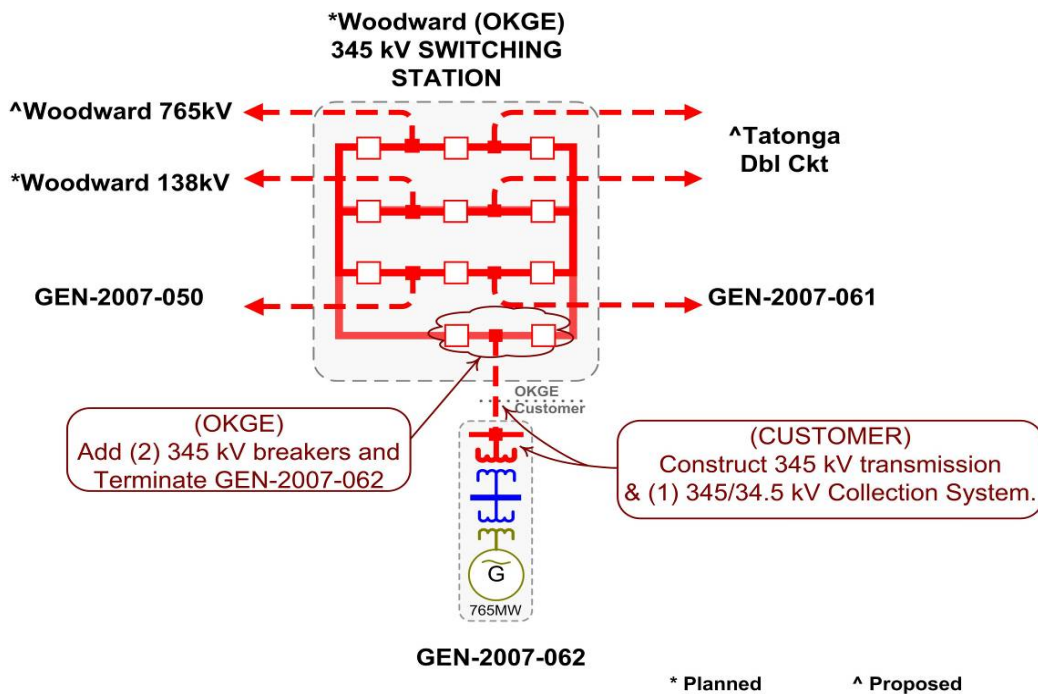 *Woodward (OKGE)
345 kV SWITCHING
STATION
^Woodward 765kV
^Tatonga
Dbl Ckt
*Woodward 138kV
GEN-2007-050
GEN-2007-061
OKGE
Customer
(OKGE)
Add (2) 345 kV breakers and
Terminate GEN-2007-062
(CUSTOMER)
Construct 345 kV transmission
& (1) 345/34.5 kV Collection System.
G
765MW
GEN-2007-062
* Planned ^ Proposed